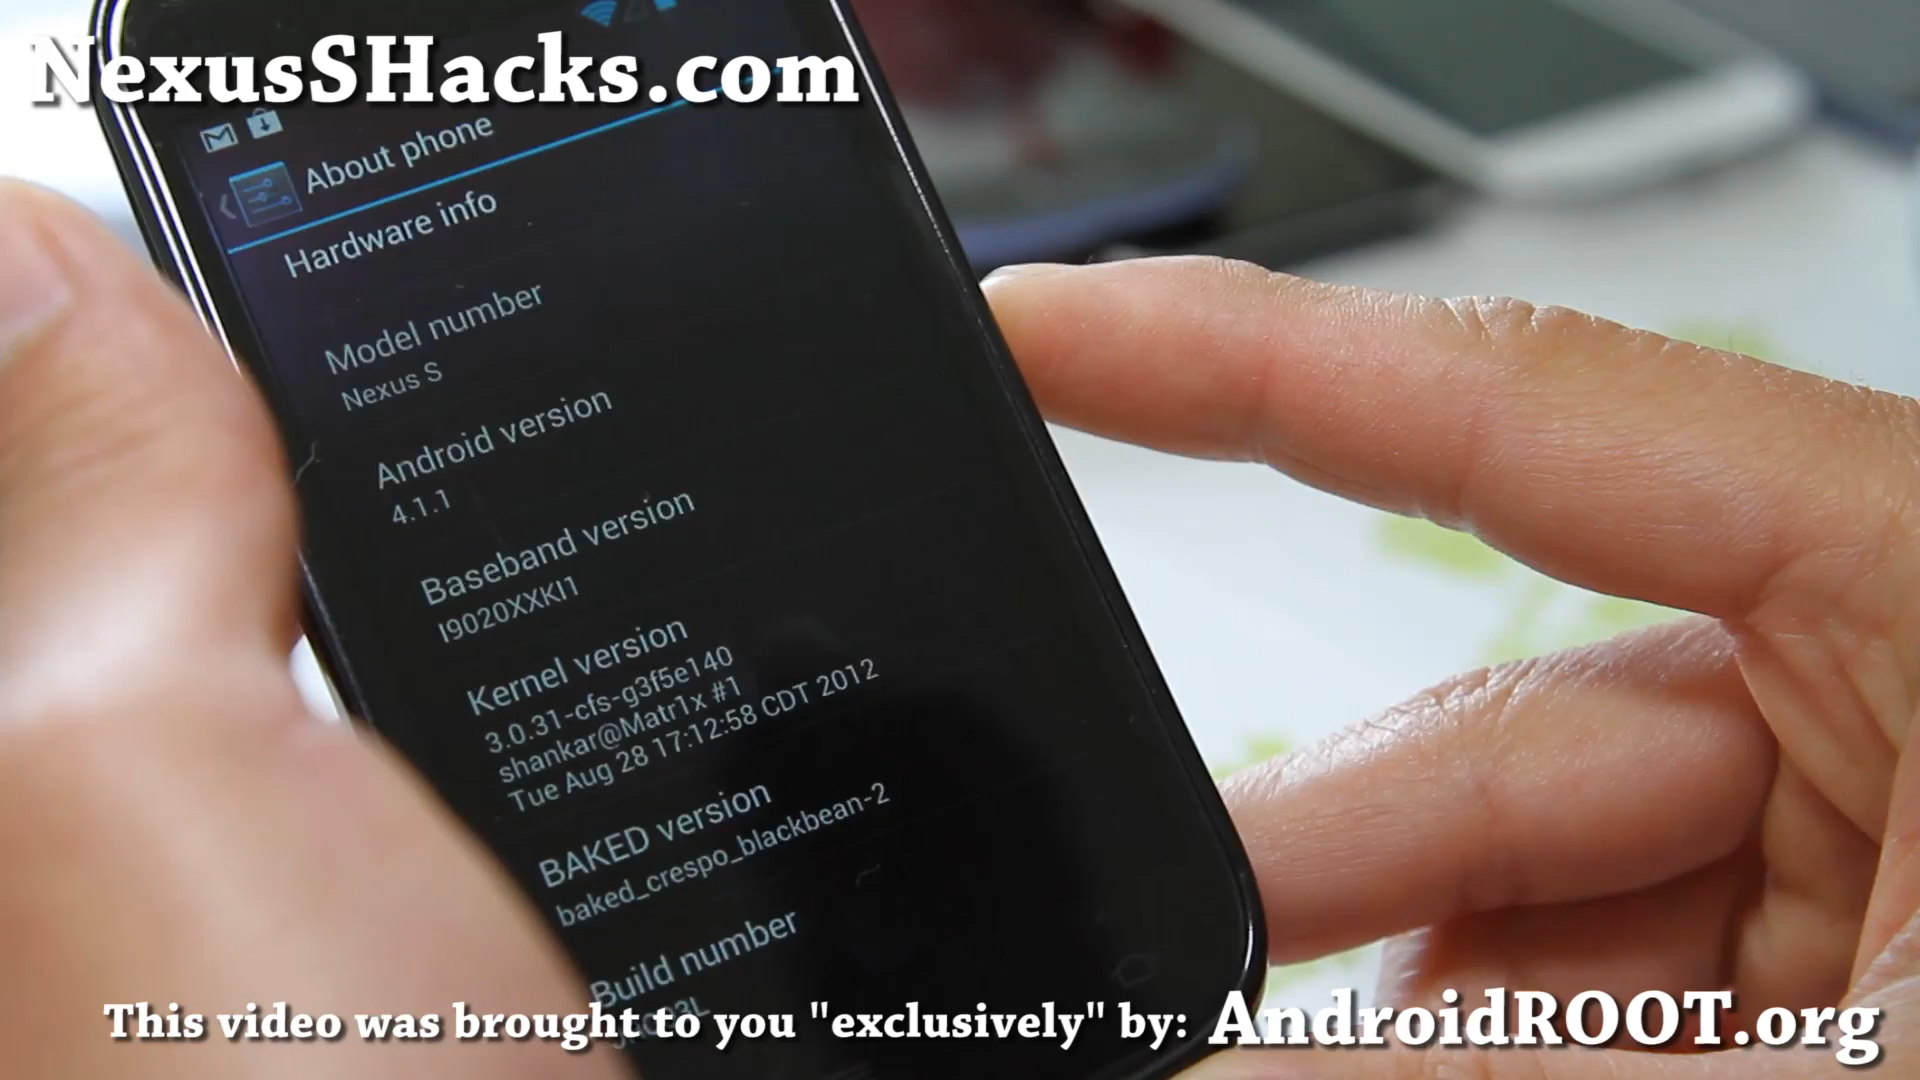 NexusSHacks.com
About phone
Hardware info
Model number
Nexus S
Android version
4.1.1
Baseband version
I9020XXKI1
Kernel version
3.0.31-cfs-g3f5e140
shankar@Matr1x #1
Tue Aug 28 17:12:58 CDT 2012
BAKED version
baked_crespo_blackbean-2
Build number
This video was brought to you "exclusively" by: AndroidROOT.org